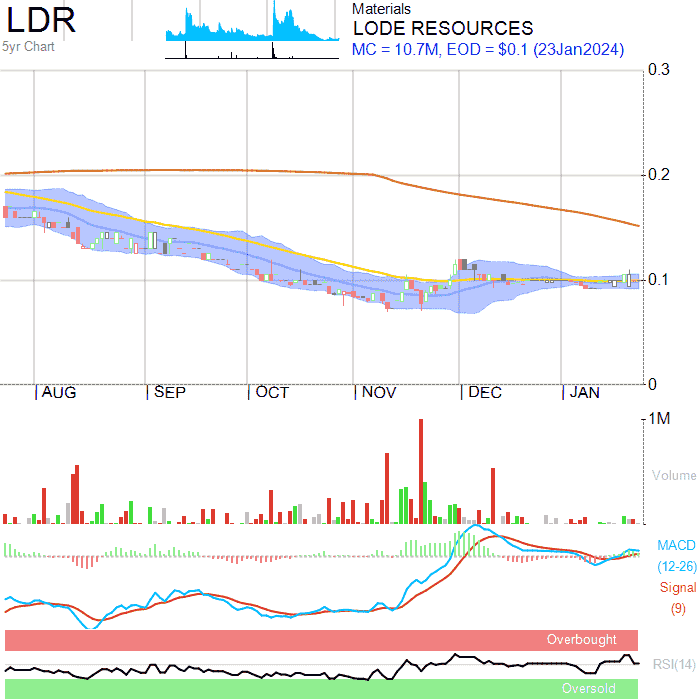 LDR
5yr Chart
Materials
LODE RESOURCES
MC = 10.7M, EOD = $0.1 (23Jan2024)
0.3
0.2
0.1
0
AUG SEP OCT NOV DEC JAN
1M
Volume
MACD
(12-26)
Signal
(9)
Overbought
RSI(14)
Oversold